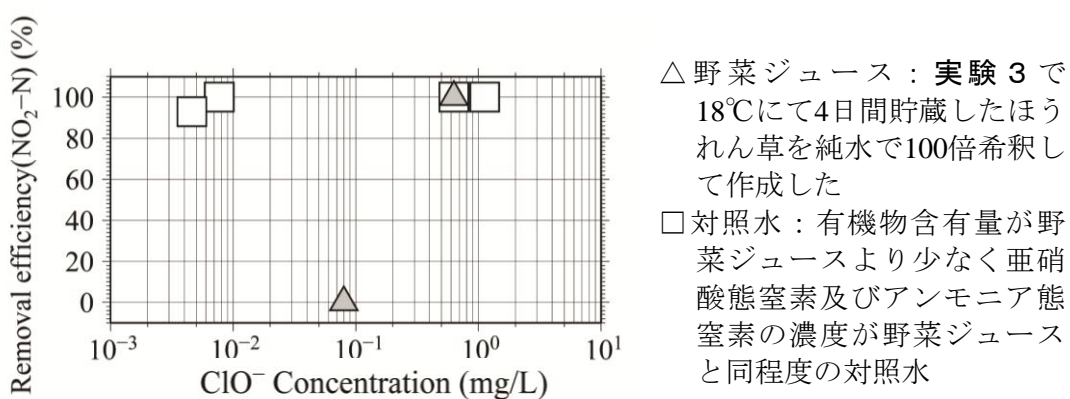 Removal efficiency(NO₂−N) (%)
100
80
60
40
20
0
10⁻³ 10⁻² 10⁻¹ 10⁰ 10¹
ClO⁻ Concentration (mg/L)
△野菜ジュース：実験３で
18℃にて4日間貯蔵したほう
れん草を純水で100倍希釈し
て作成した
□対照水：有機物含有量が野
菜ジュースより少なく亜硝
酸態窒素及びアンモニア態
窒素の濃度が野菜ジュース
と同程度の対照水